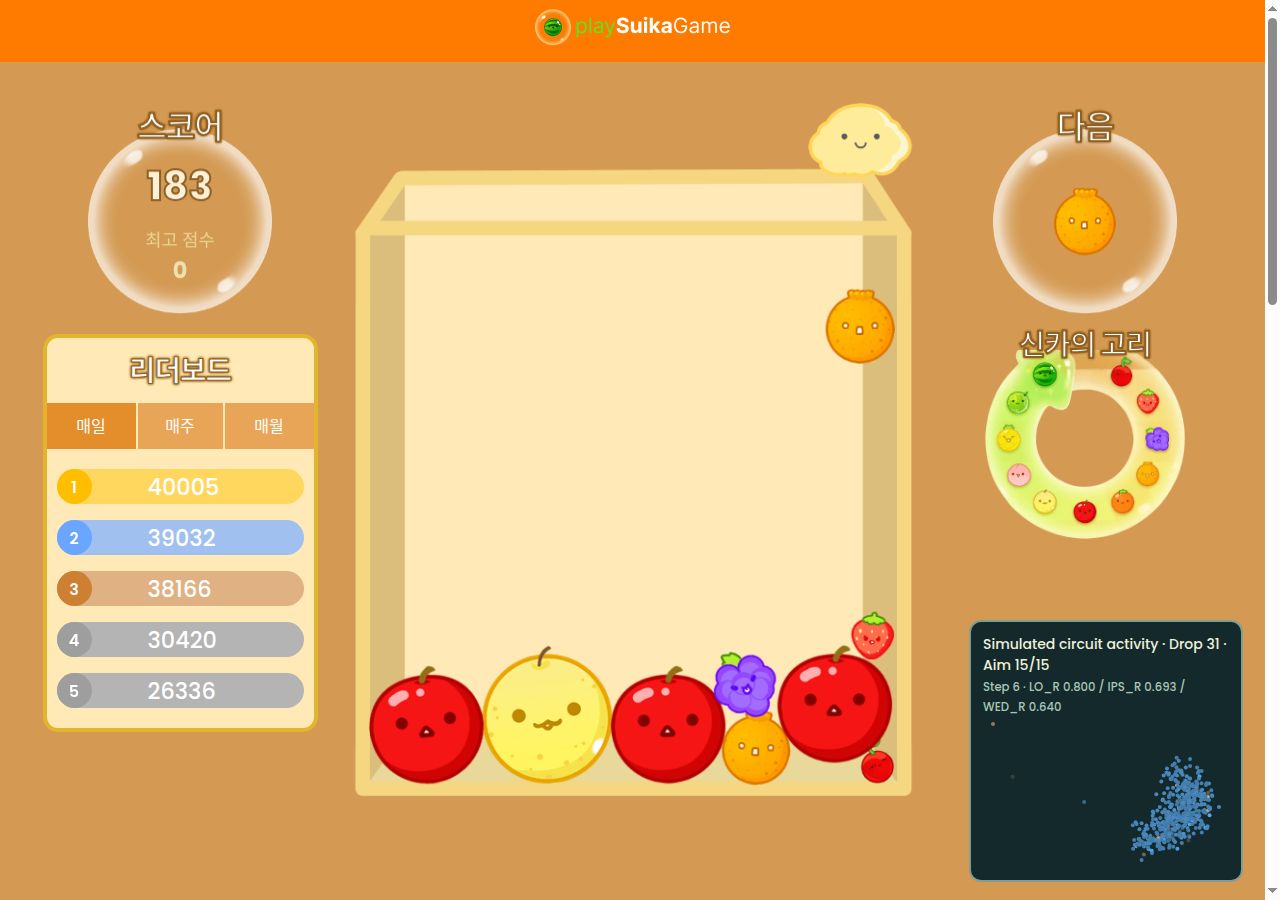 playSuikaGame
스코어
183
최고 점수
0
다음
신카의 고리
리더보드
매일 매주 매월
1 40005
2 39032
3 38166
4 30420
5 26336
Simulated circuit activity · Drop 31 ·
Aim 15/15
Step 6 · LO_R 0.800 / IPS_R 0.693 /
WED_R 0.640